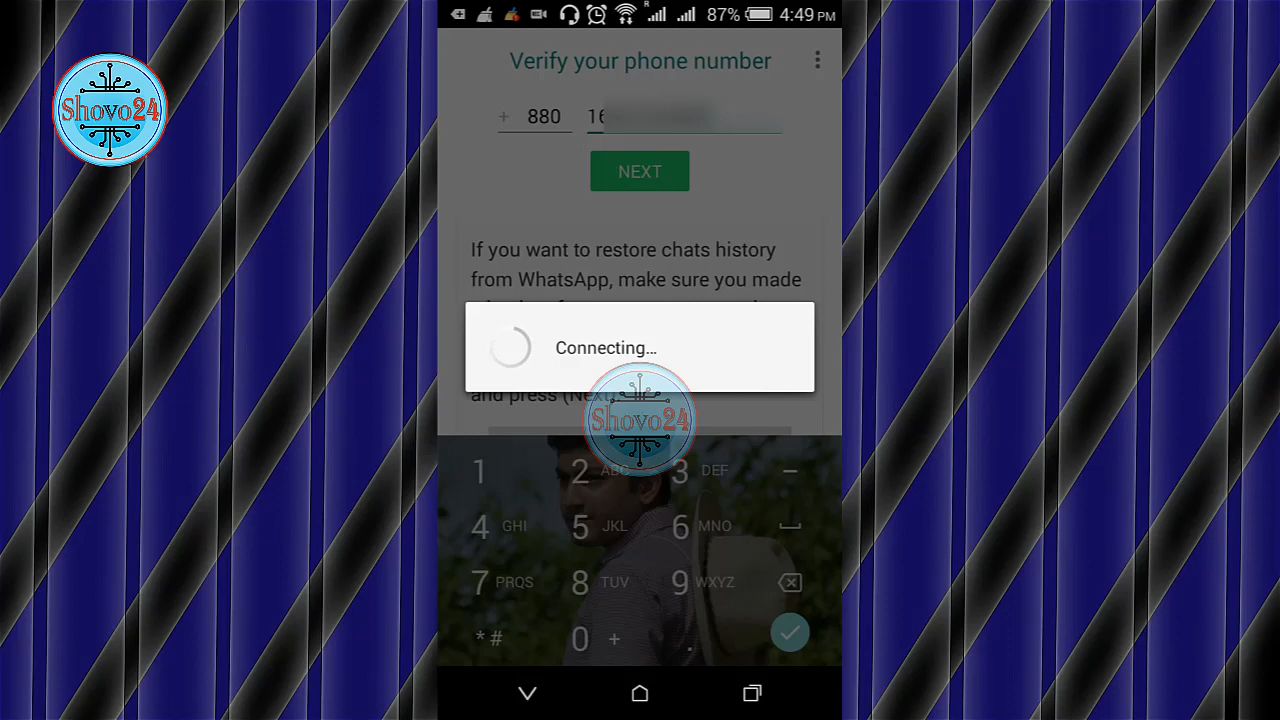 Shovo24
87% 4:49 PM
Verify your phone number
+ 880 16
NEXT
If you want to restore chats history
from WhatsApp, make sure you made
Connecting...
and press (Next
Shovo24
1 2 ABC 3 DEF –
4 GHI 5 JKL 6 MNO
7 PRQS 8 TUV 9 WXYZ
*# 0 + .